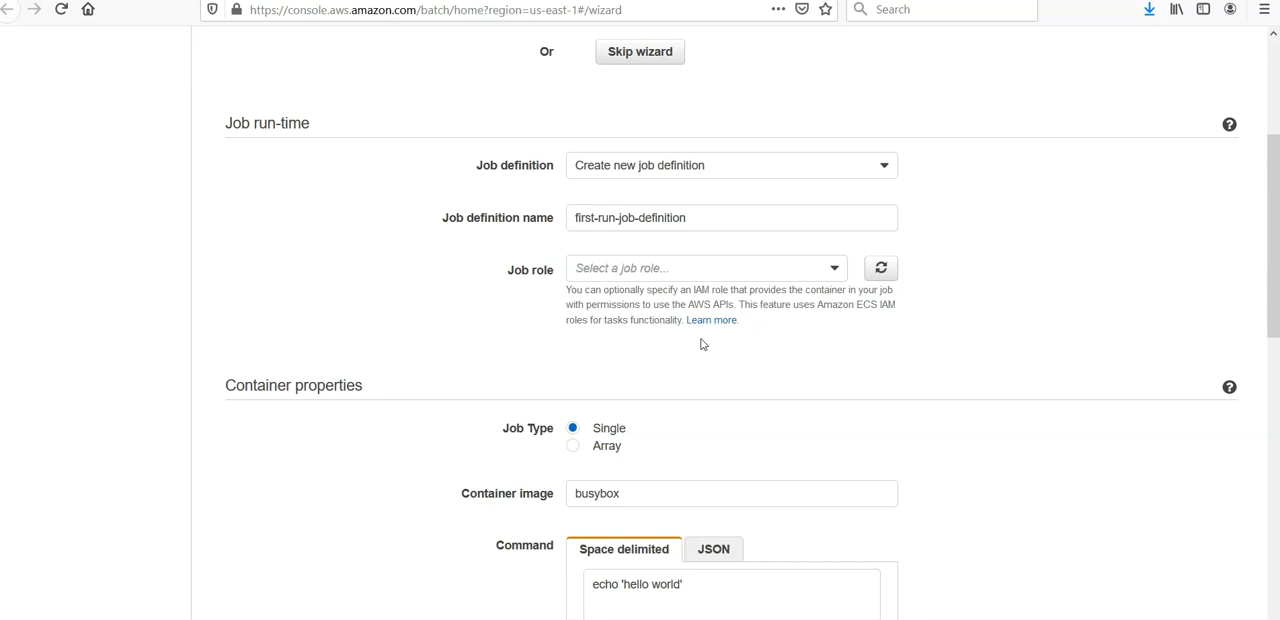 https://console.aws.amazon.com/batch/home?region=us-east-1#/wizard
Search
Or
Skip wizard
Job run-time
Job definition
Create new job definition
Job definition name
first-run-job-definition
Job role
Select a job role...
You can optionally specify an IAM role that provides the container in your job
with permissions to use the AWS APIs. This feature uses Amazon ECS IAM
roles for tasks functionality. Learn more.
Container properties
Job Type
Single
Array
Container image
busybox
Command
Space delimited
JSON
echo 'hello world'